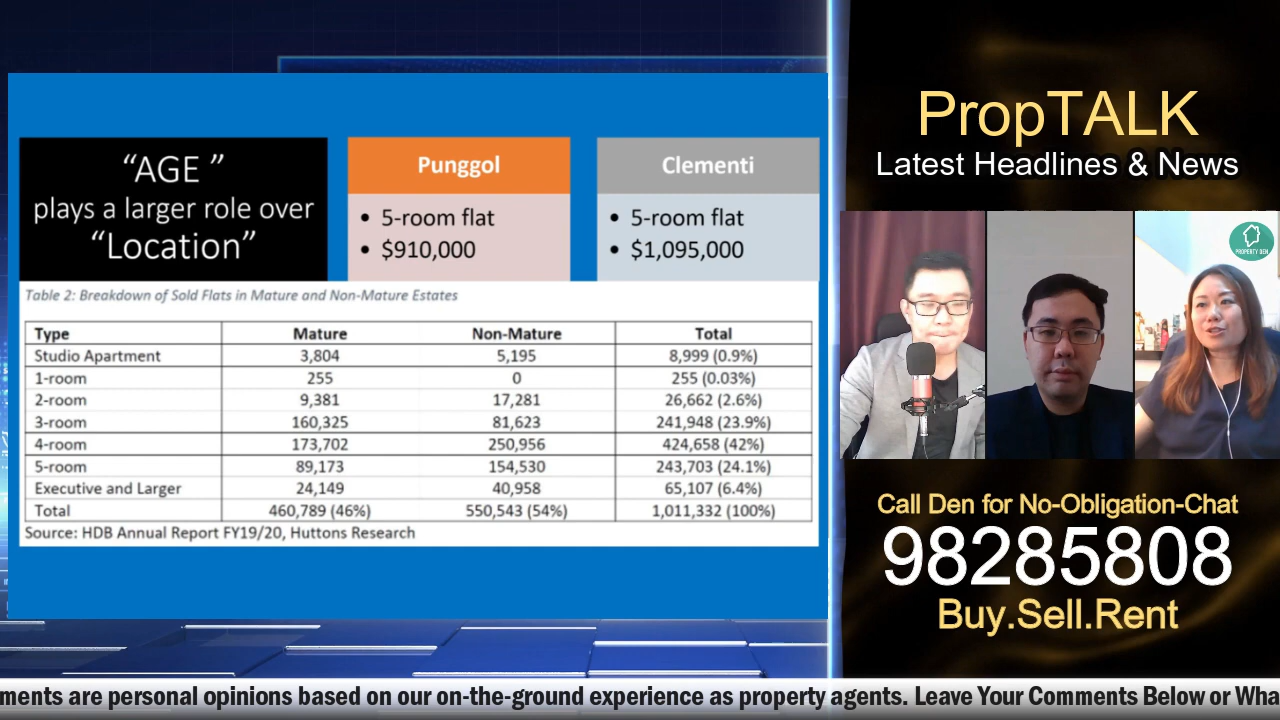 “AGE ”
plays a larger role over
“Location”
Punggol
• 5-room flat
• $910,000
Clementi
• 5-room flat
• $1,095,000
Table 2: Breakdown of Sold Flats in Mature and Non-Mature Estates
Type Mature Non-Mature Total
Studio Apartment 3,804 5,195 8,999 (0.9%)
1-room 255 0 255 (0.03%)
2-room 9,381 17,281 26,662 (2.6%)
3-room 160,325 81,623 241,948 (23.9%)
4-room 173,702 250,956 424,658 (42%)
5-room 89,173 154,530 243,703 (24.1%)
Executive and Larger 24,149 40,958 65,107 (6.4%)
Total 460,789 (46%) 550,543 (54%) 1,011,332 (100%)
Source: HDB Annual Report FY19/20, Huttons Research
PropTALK
Latest Headlines & News
PROPERTY DEN
Call Den for No-Obligation-Chat
98285808
Buy.Sell.Rent
ments are personal opinions based on our on-the-ground experience as property agents. Leave Your Comments Below or Wha